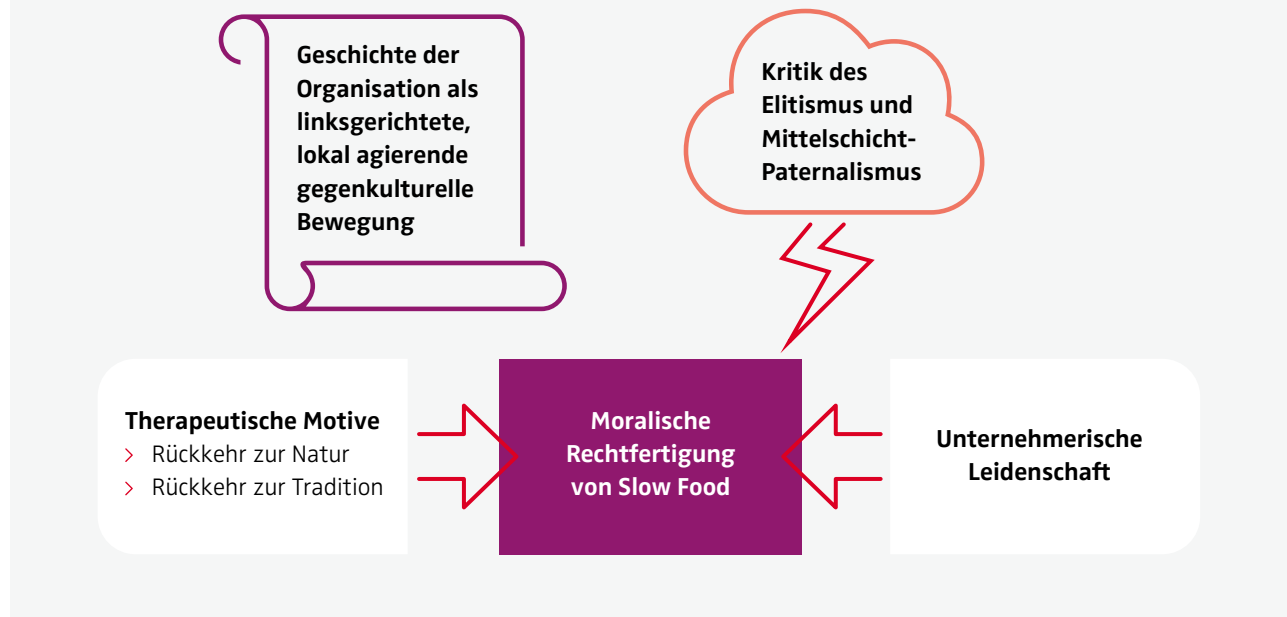 Geschichte der
Organisation als
linksgerichtete,
lokal agierende
gegenkulturelle
Bewegung
Kritik des
Elitismus und
Mittelschicht-
Paternalismus
Therapeutische Motive
> Rückkehr zur Natur
> Rückkehr zur Tradition
Moralische
Rechtfertigung
von Slow Food
Unternehmerische
Leidenschaft